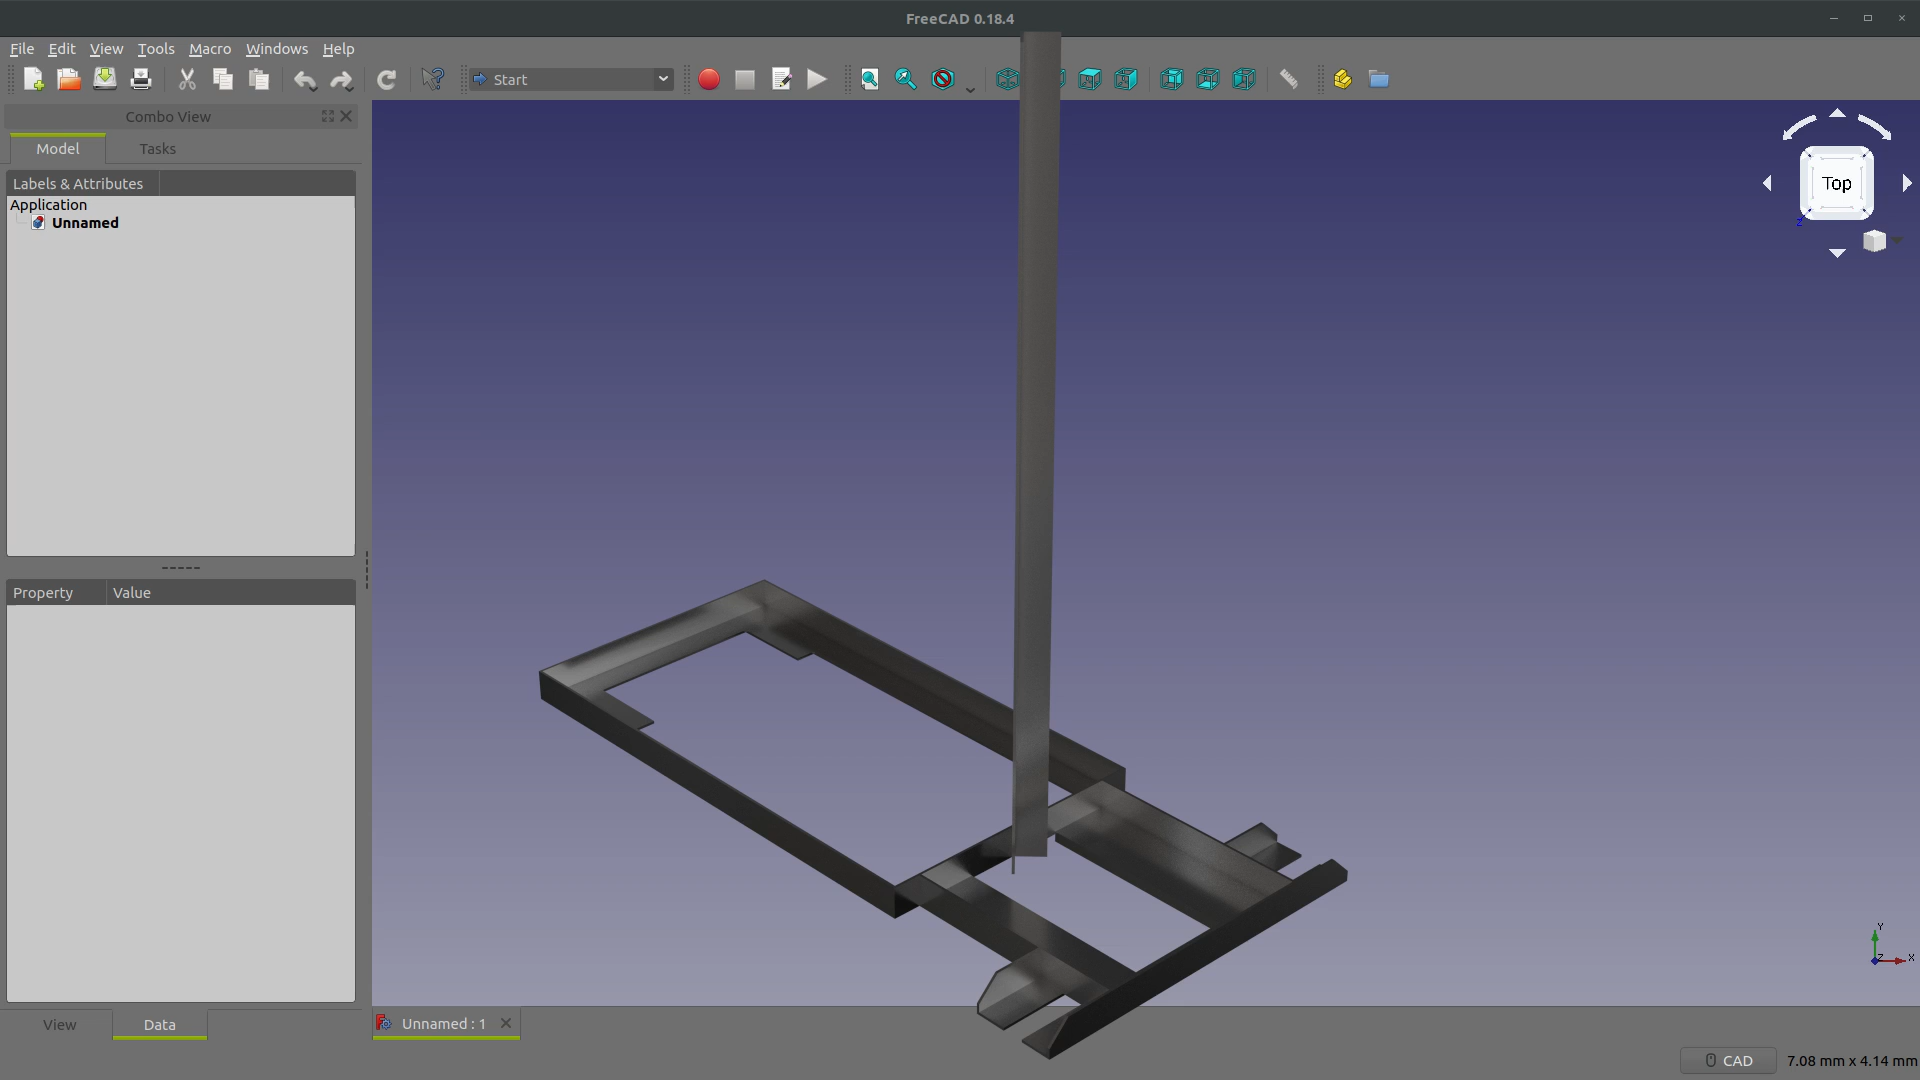 FreeCAD 0.18.4
File Edit View Tools Macro Windows Help
Start
Combo View
Model Tasks
Labels & Attributes
Application
Unnamed
Top
Z
Property Value
Y
Z X
View Data
Unnamed : 1
CAD 7.08 mm x 4.14 mm